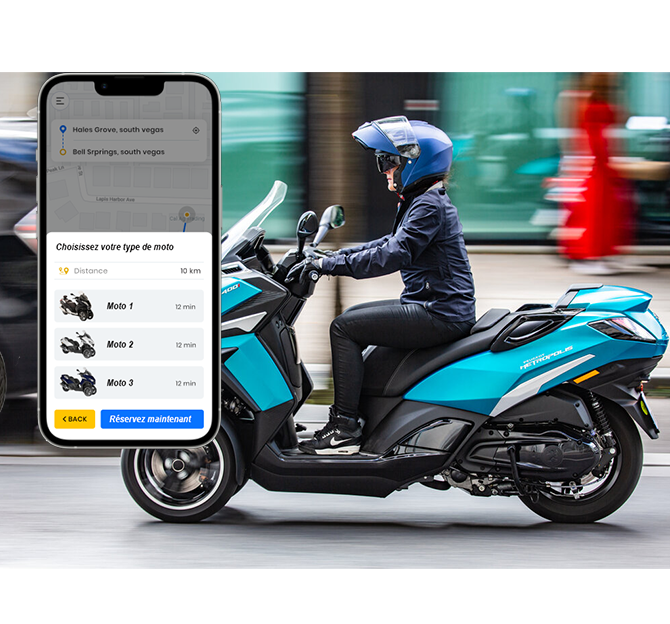 Hales Grove, south vegas
Bell Srprings, south vegas
Lapis Harbor Ave
Choisissez votre type de moto
Distance
10 km
Moto 1
12 min
Moto 2
12 min
Moto 3
12 min
BACK
Réservez maintenant
METROPOLIS